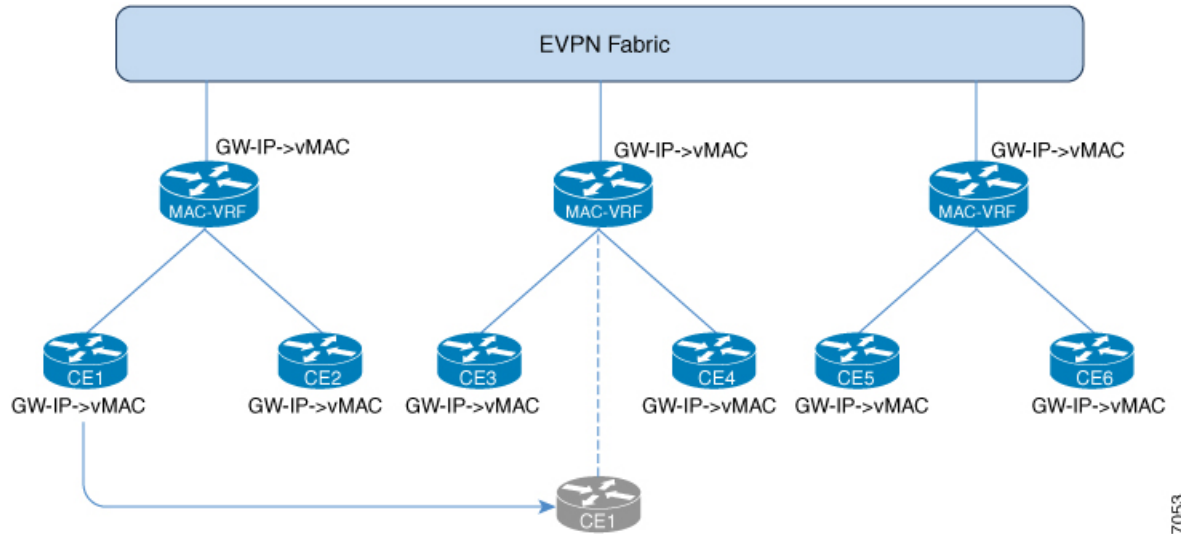 EVPN Fabric
GW-IP->vMAC
GW-IP->vMAC
GW-IP->vMAC
MAC-VRF
MAC-VRF
MAC-VRF
CE1
CE2
CE3
CE4
CE5
CE6
GW-IP->vMAC
GW-IP->vMAC
GW-IP->vMAC
GW-IP->vMAC
GW-IP->vMAC
GW-IP->vMAC
CE1
7053